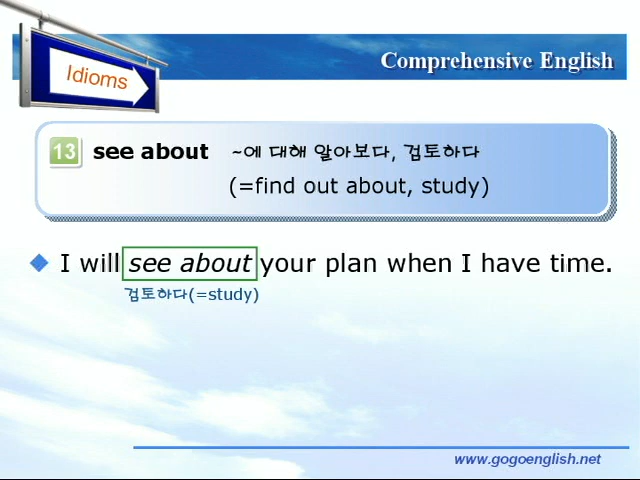 Idioms
Comprehensive English
13 see about ~에 대해 알아보다, 검토하다
(=find out about, study)
I will see about your plan when I have time.
검토하다(=study)
www.gogoenglish.net